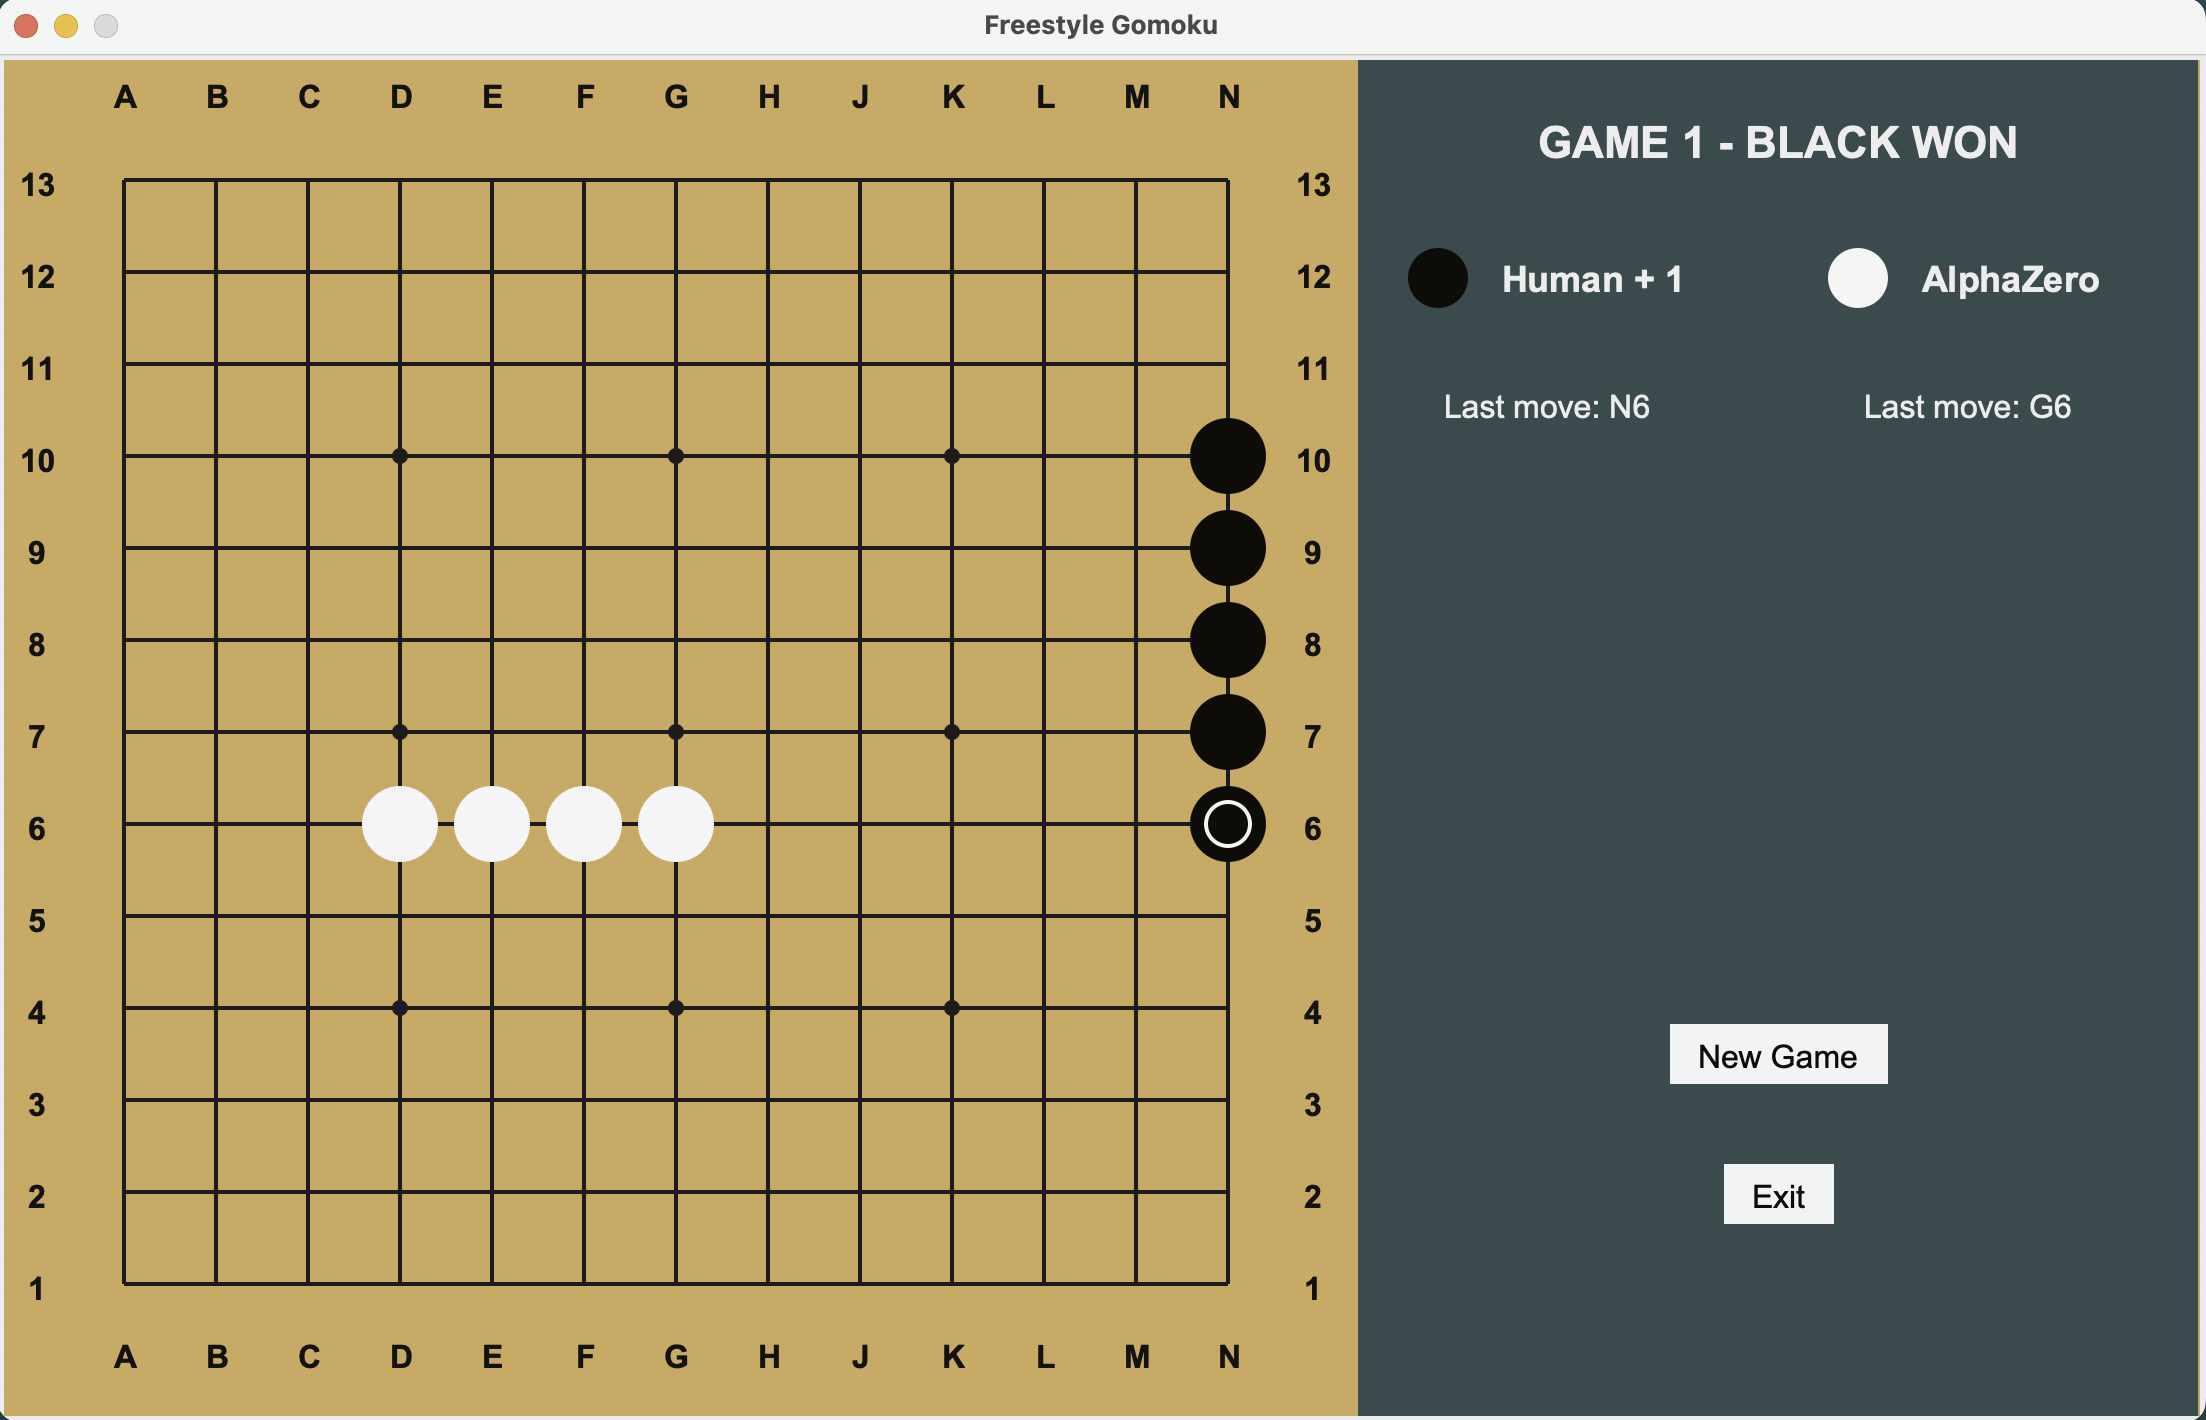 Freestyle Gomoku
A B C D E F G H J K L M N
GAME 1 - BLACK WON
13 13
Human + 1 AlphaZero
12 12
11 11
Last move: N6 Last move: G6
10 10
9 9
8 8
7 7
6 6
5 5
4 4
New Game
3 3
2 2
Exit
1 1
A B C D E F G H J K L M N